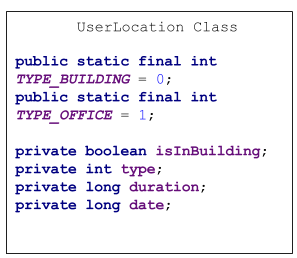 UserLocation Class
public static final int
TYPE_BUILDING = 0;
public static final int
TYPE_OFFICE = 1;
private boolean isInBuilding;
private int type;
private long duration;
private long date;